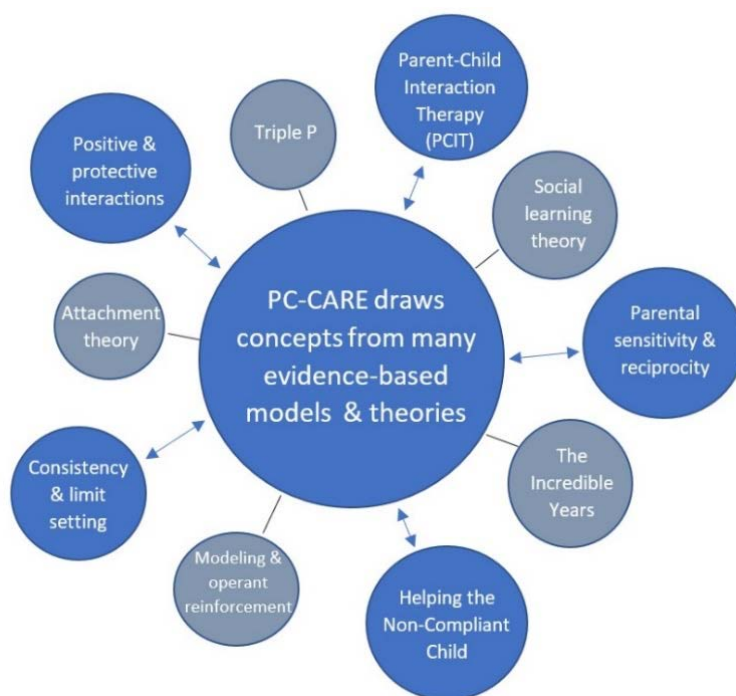 Parent-Child
Interaction
Therapy
(PCIT)
Triple P
Positive &
protective
interactions
Social
learning
theory
PC-CARE draws
concepts from many
evidence-based
models & theories
Attachment
theory
Parental
sensitivity &
reciprocity
Consistency
& limit
setting
The
Incredible
Years
Modeling &
operant
reinforcement
Helping the
Non-Compliant
Child